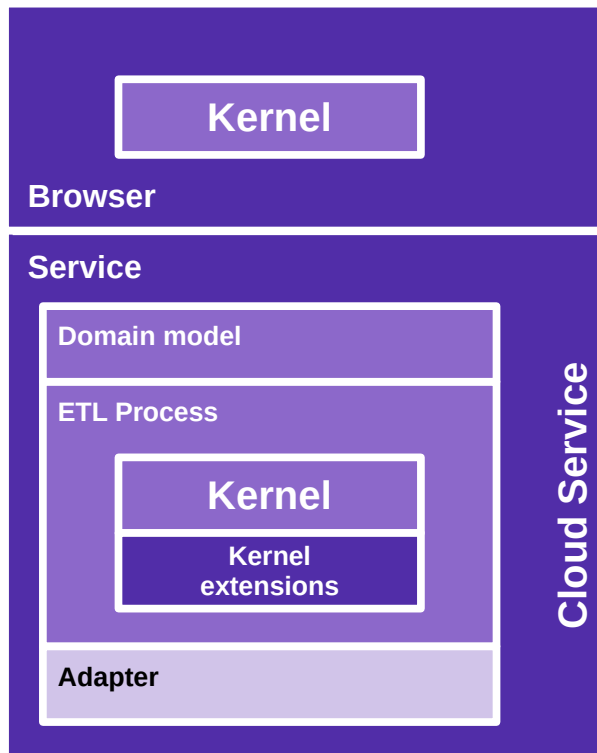 Kernel
Browser
Service
Domain model
ETL Process
Kernel
Kernel
extensions
Adapter
Cloud Service